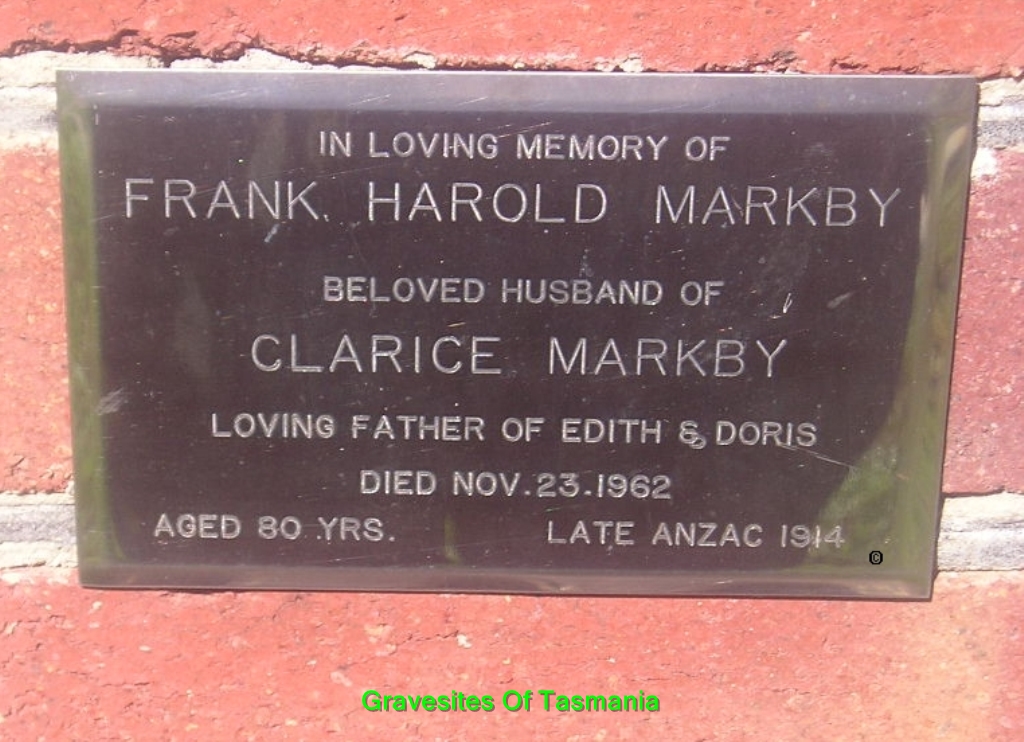 IN LOVING MEMORY OF
FRANK HAROLD MARKBY
BELOVED HUSBAND OF
CLARICE MARKBY
LOVING FATHER OF EDITH & DORIS
DIED NOV. 23. 1962
AGED 80 YRS. LATE ANZAC 1914
©
Gravesites Of Tasmania